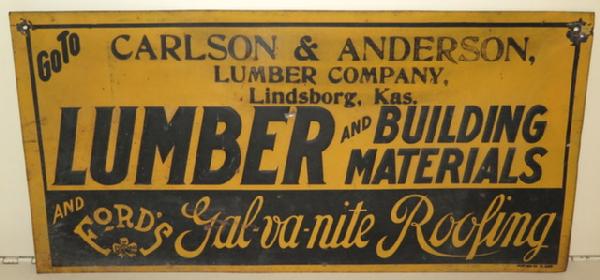 GO TO
CARLSON & ANDERSON,
LUMBER COMPANY,
Lindsborg, Kas.
LUMBER AND BUILDING MATERIALS
AND FORD'S Gal-va-nite Roofing